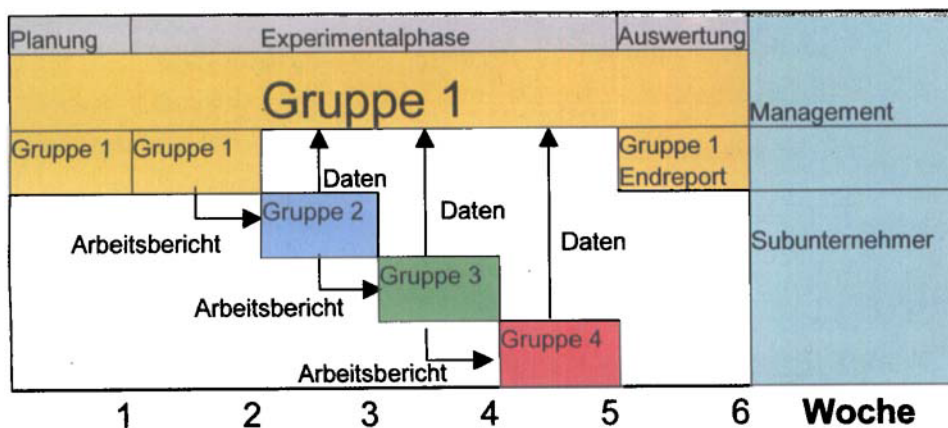 Planung Experimentalphase Auswertung
Gruppe 1
Management
Gruppe 1 Gruppe 1 Gruppe 1
Endreport
Daten
Gruppe 2
Daten
Arbeitsbericht
Daten
Subunternehmer
Gruppe 3
Arbeitsbericht
Gruppe 4
Arbeitsbericht
1 2 3 4 5 6 Woche